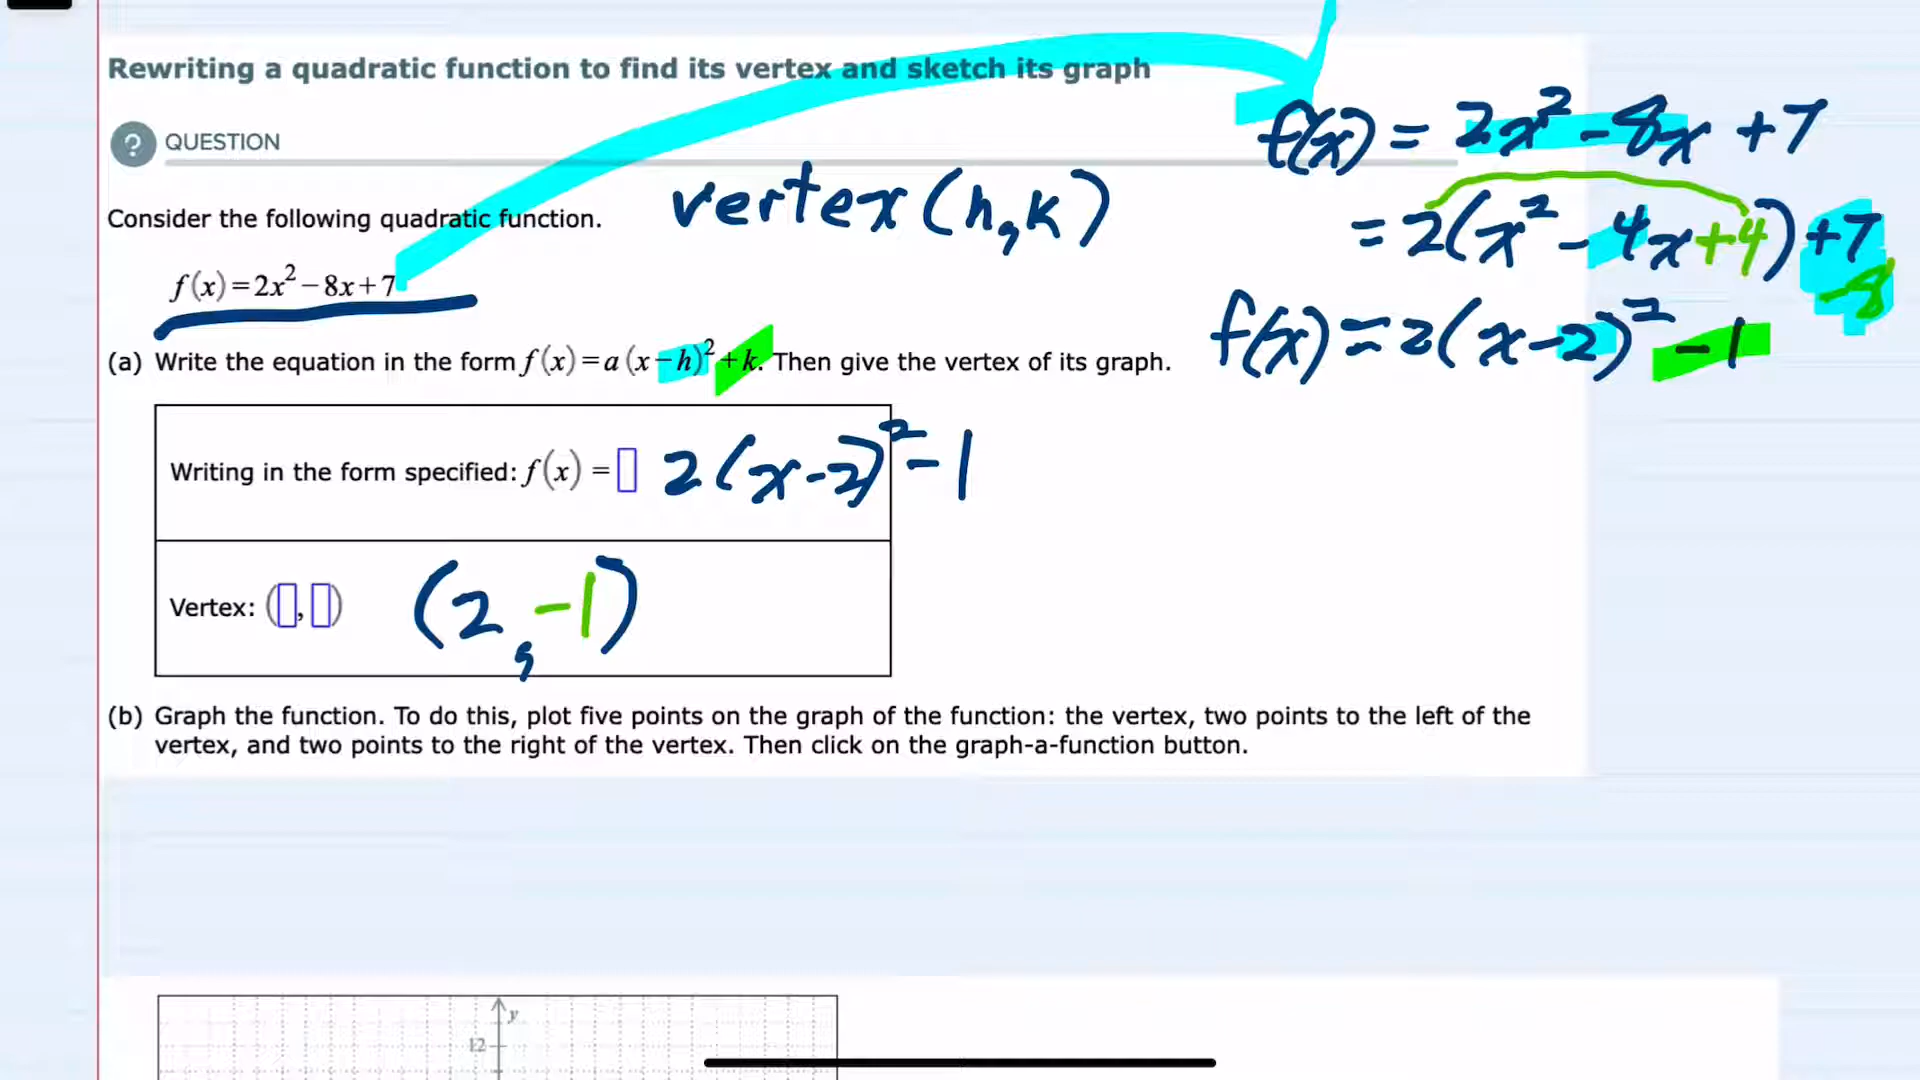 Rewriting a quadratic function to find its vertex and sketch its graph
? QUESTION
Consider the following quadratic function.
vertex (h,k)
f(x)=2x²−8x+7
f(x) = 2x²-8x +7
= 2(x²-4x+4)+7
-8
f(x)=2(x-2)²-1
(a) Write the equation in the form f(x)=a(x−h)²+k. Then give the vertex of its graph.
Writing in the form specified: f(x) = 2(x-2)²-1
Vertex: ( , ) (2,-1)
(b) Graph the function. To do this, plot five points on the graph of the function: the vertex, two points to the left of the
vertex, and two points to the right of the vertex. Then click on the graph-a-function button.
y
12